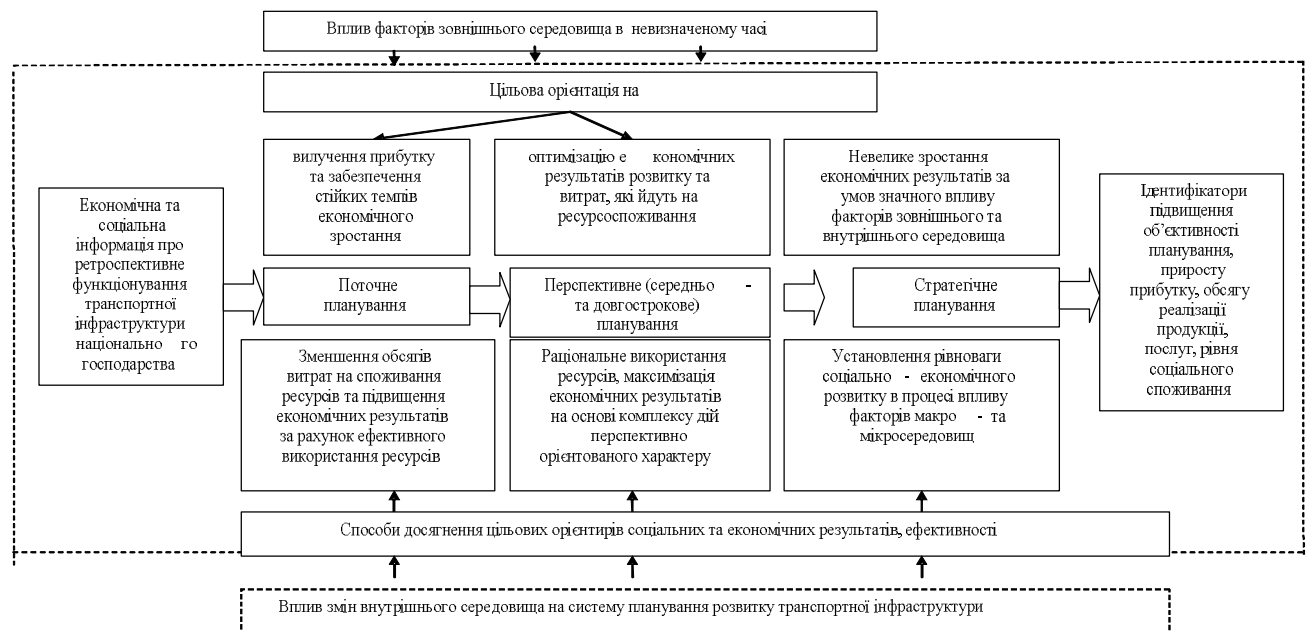 Вплив факторів зовнішнього середовища в невизначеному часі
Цільова орієнтація на
вилучення прибутку
та забезпечення
стійких темпів
економічного
зростання
оптимізацію е кономічних
результатів розвитку та
витрат, які йдуть на
ресурсоспоживання
Невелике зростання
економічних результатів за
умов значного впливу
факторів зовнішнього та
внутрішнього середовища
Економічна та
соціальна
інформація про
ретроспективне
функціонування
транспортної
інфраструктури
національно го
господарства
Поточне
планування
Перспективне (середньо -
та довгострокове)
планування
Стратегічне
планування
Ідентифікатори
підвищення
об’єктивності
планування,
приросту
прибутку, обсягу
реалізації
продукції,
послуг, рівня
соціального
споживання
Зменшення обсягів
витрат на споживання
ресурсів та підвищення
економічних результатів
за рахунок ефективного
використання ресурсів
Раціональне використання
ресурсів, максимізація
економічних результатів
на основі комплексу дій
перспективно
орієнтованого характеру
Установлення рівноваги
соціально - економічного
розвитку в процесі впливу
факторів макро - та
мікросередовищ
Способи досягнення цільових орієнтирів соціальних та економічних результатів, ефективності
Вплив змін внутрішнього середовища на систему планування розвитку транспортної інфраструктури